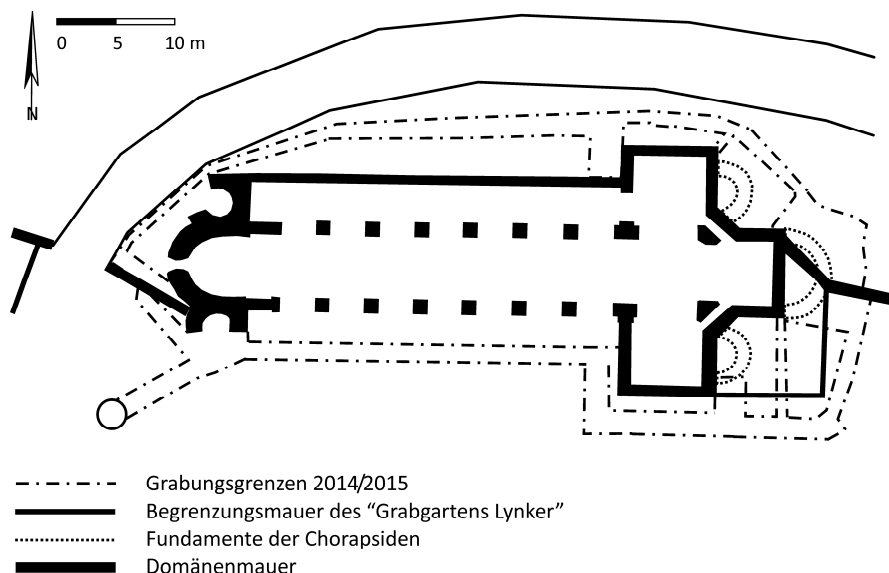 0 5 10 m
N
Grabungsgrenzen 2014/2015
Begrenzungsmauer des “Grabgartens Lynker”
Fundamente der Chorapsiden
Domänenmauer